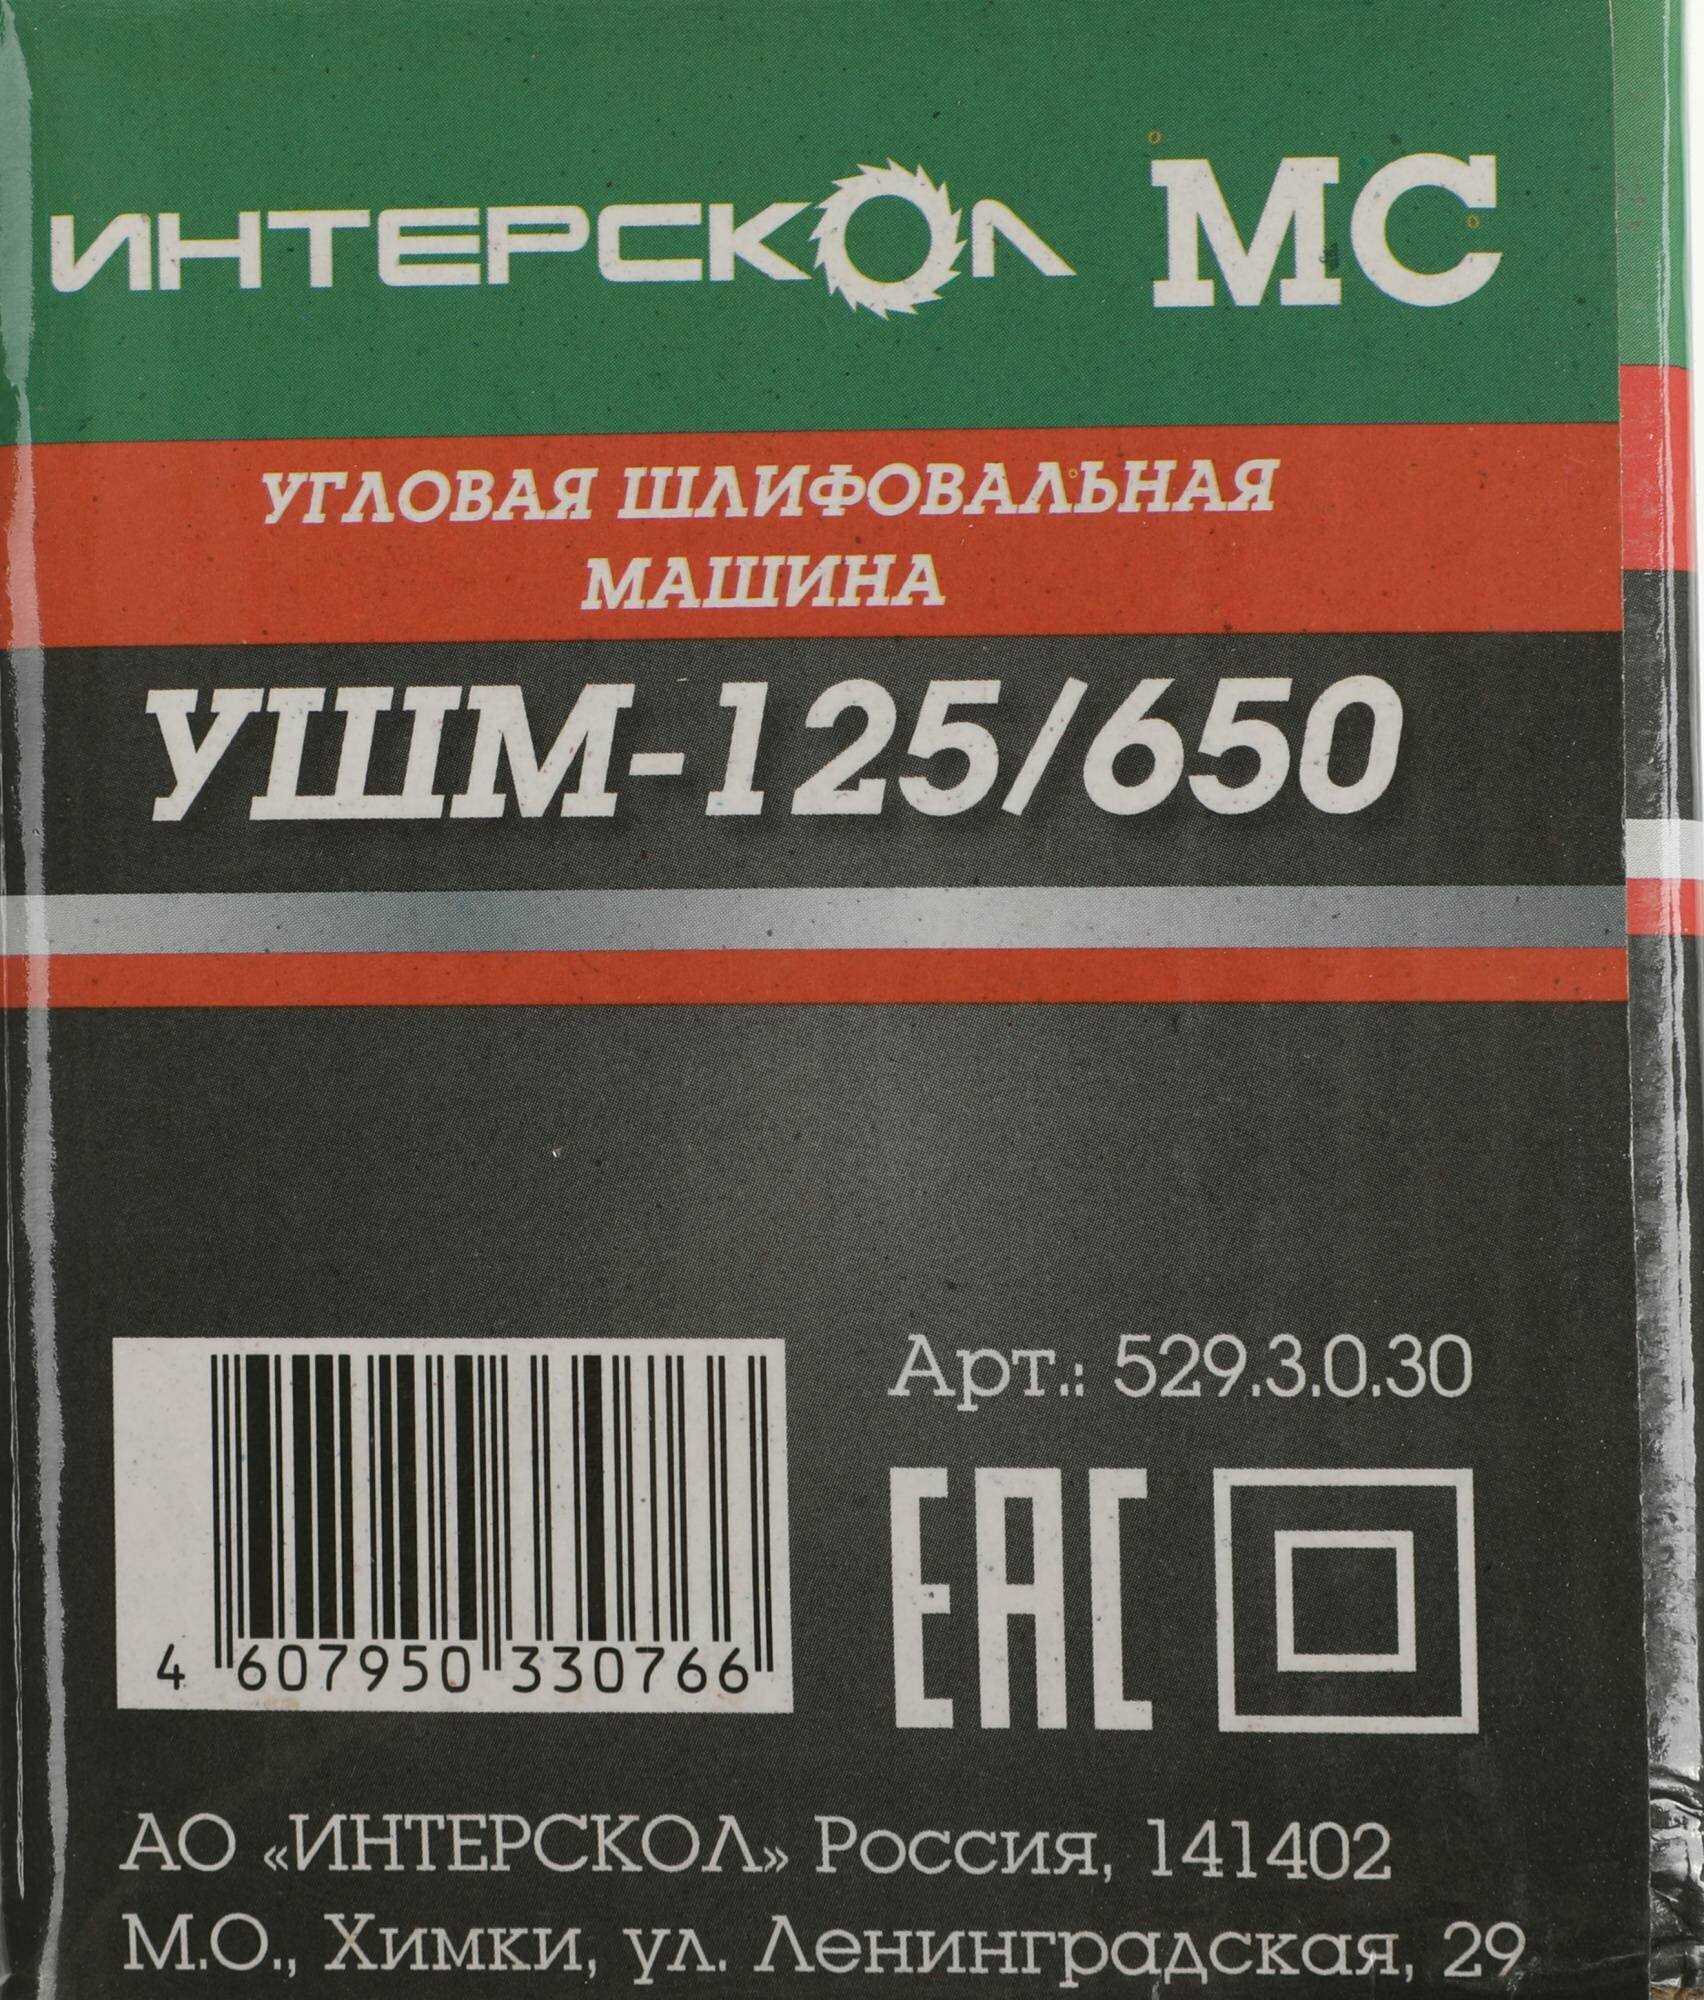 ИНТЕРСКОЛ МС
УГЛОВАЯ ШЛИФОВАЛЬНАЯ
МАШИНА
УШМ-125/650
Арт.: 529.3.0.30
4 607950 330766
ЕАС
АО «ИНТЕРСКОЛ» Россия, 141402
М.О., Химки, ул. Ленинградская, 29